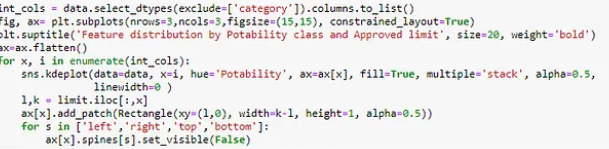 int_cols = data.select_dtypes(exclude=['category']).columns.to_list()
fig, ax= plt.subplots(nrows=3,ncols=3,figsize=(15,15), constrained_layout=True)
plt.suptitle('Feature distribution by Potability class and Approved limit', size=20, weight='bold')
ax=ax.flatten()
for x, i in enumerate(int_cols):
    sns.kdeplot(data=data, x=i, hue='Potability', ax=ax[x], fill=True, multiple='stack', alpha=0.5,
                linewidth=0 )
    l,k = limit.iloc[:,x]
    ax[x].add_patch(Rectangle(xy=(l,0), width=k-l, height=1, alpha=0.5))
    for s in ['left','right','top','bottom']:
        ax[x].spines[s].set_visible(False)